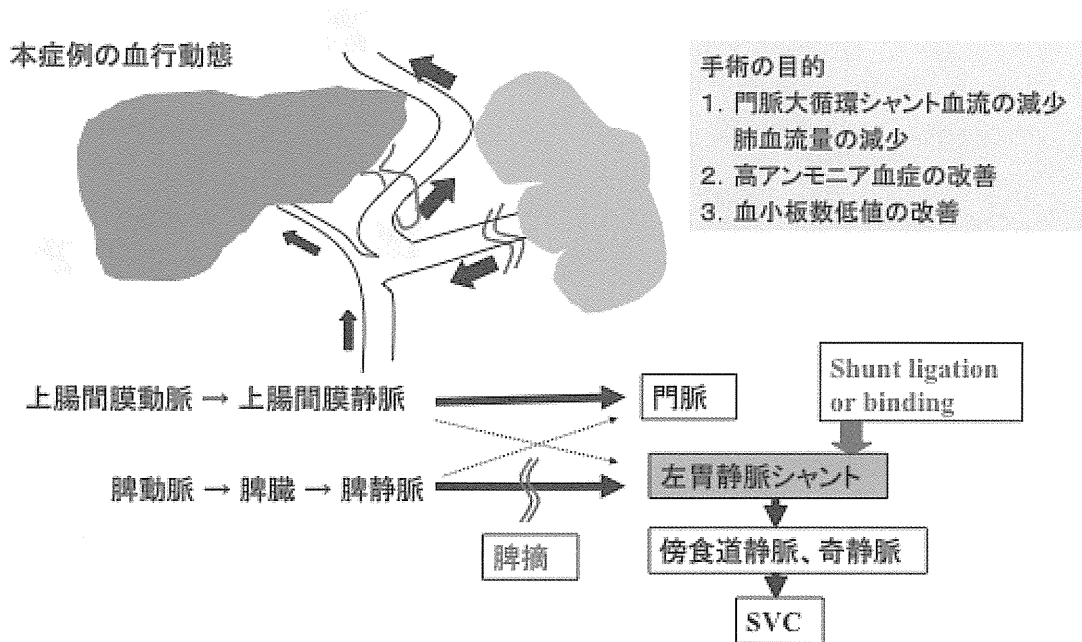 本症例の血行動態
手術の目的
1. 門脈大循環シャント血流の減少
肺血流量の減少
2. 高アンモニア血症の改善
3. 血小板数低値の改善
上腸間膜動脈 → 上腸間膜静脈
門脈
Shunt ligation
or binding
脾動脈 → 脾臓 → 脾静脈
左胃静脈シャント
脾摘
傍食道静脈、奇静脈
SVC